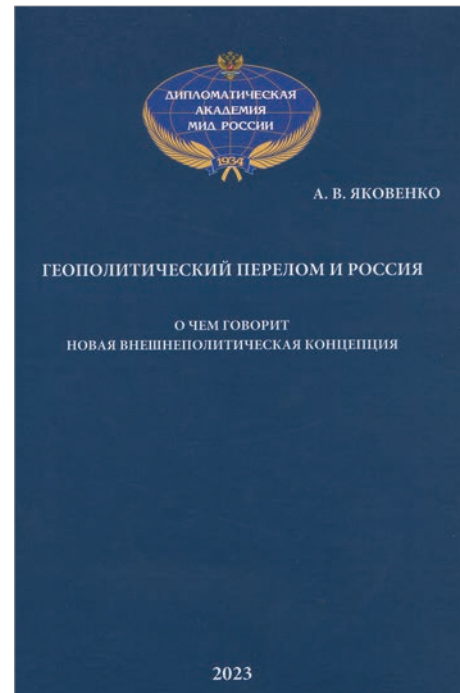 ДИПЛОМАТИЧЕСКАЯ
АКАДЕМИЯ
МИД РОССИИ
1934
А. В. ЯКОВЕНКО
ГЕОПОЛИТИЧЕСКИЙ ПЕРЕЛОМ И РОССИЯ
О ЧЕМ ГОВОРИТ
НОВАЯ ВНЕШНЕПОЛИТИЧЕСКАЯ КОНЦЕПЦИЯ
2023